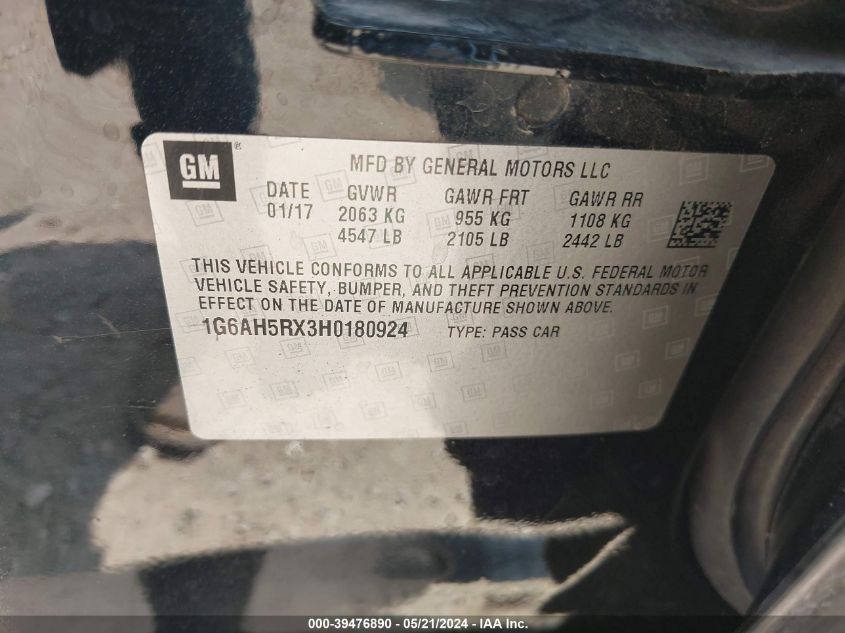 GM ®
MFD BY GENERAL MOTORS LLC
DATE GVWR GAWR FRT GAWR RR
01/17 2063 KG 955 KG 1108 KG
4547 LB 2105 LB 2442 LB
THIS VEHICLE CONFORMS TO ALL APPLICABLE U.S. FEDERAL MOTOR
VEHICLE SAFETY, BUMPER, AND THEFT PREVENTION STANDARDS IN
EFFECT ON THE DATE OF MANUFACTURE SHOWN ABOVE.
1G6AH5RX3H0180924 TYPE: PASS CAR
000-39476890 - 05/21/2024 - IAA Inc.